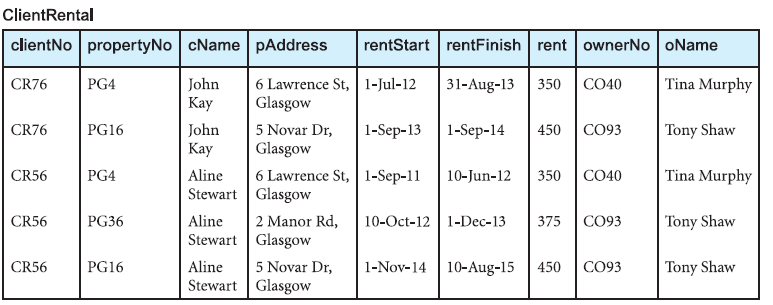 ClientRental
clientNo propertyNo cName pAddress rentStart rentFinish rent ownerNo oName
CR76 PG4 John 6 Lawrence St, 1-Jul-12 31-Aug-13 350 CO40 Tina Murphy
Kay Glasgow
CR76 PG16 John 5 Novar Dr, 1-Sep-13 1-Sep-14 450 CO93 Tony Shaw
Kay Glasgow
CR56 PG4 Aline 6 Lawrence St, 1-Sep-11 10-Jun-12 350 CO40 Tina Murphy
Stewart Glasgow
CR56 PG36 Aline 2 Manor Rd, 10-Oct-12 1-Dec-13 375 CO93 Tony Shaw
Stewart Glasgow
CR56 PG16 Aline 5 Novar Dr, 1-Nov-14 10-Aug-15 450 CO93 Tony Shaw
Stewart Glasgow